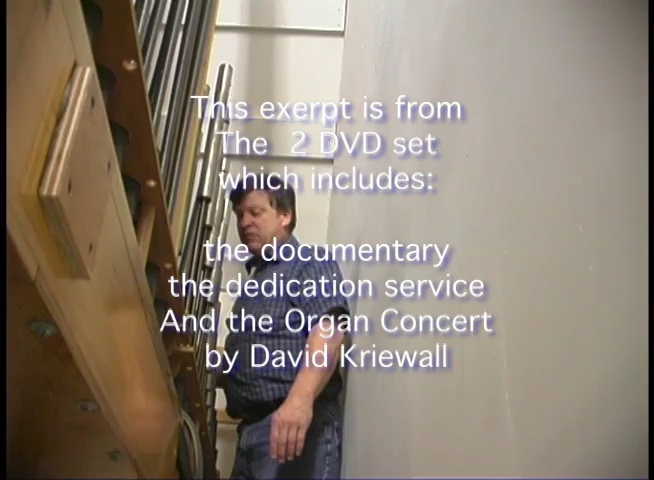 This exerpt is from
The 2 DVD set
which includes:
the documentary
the dedication service
And the Organ Concert
by David Kriewall